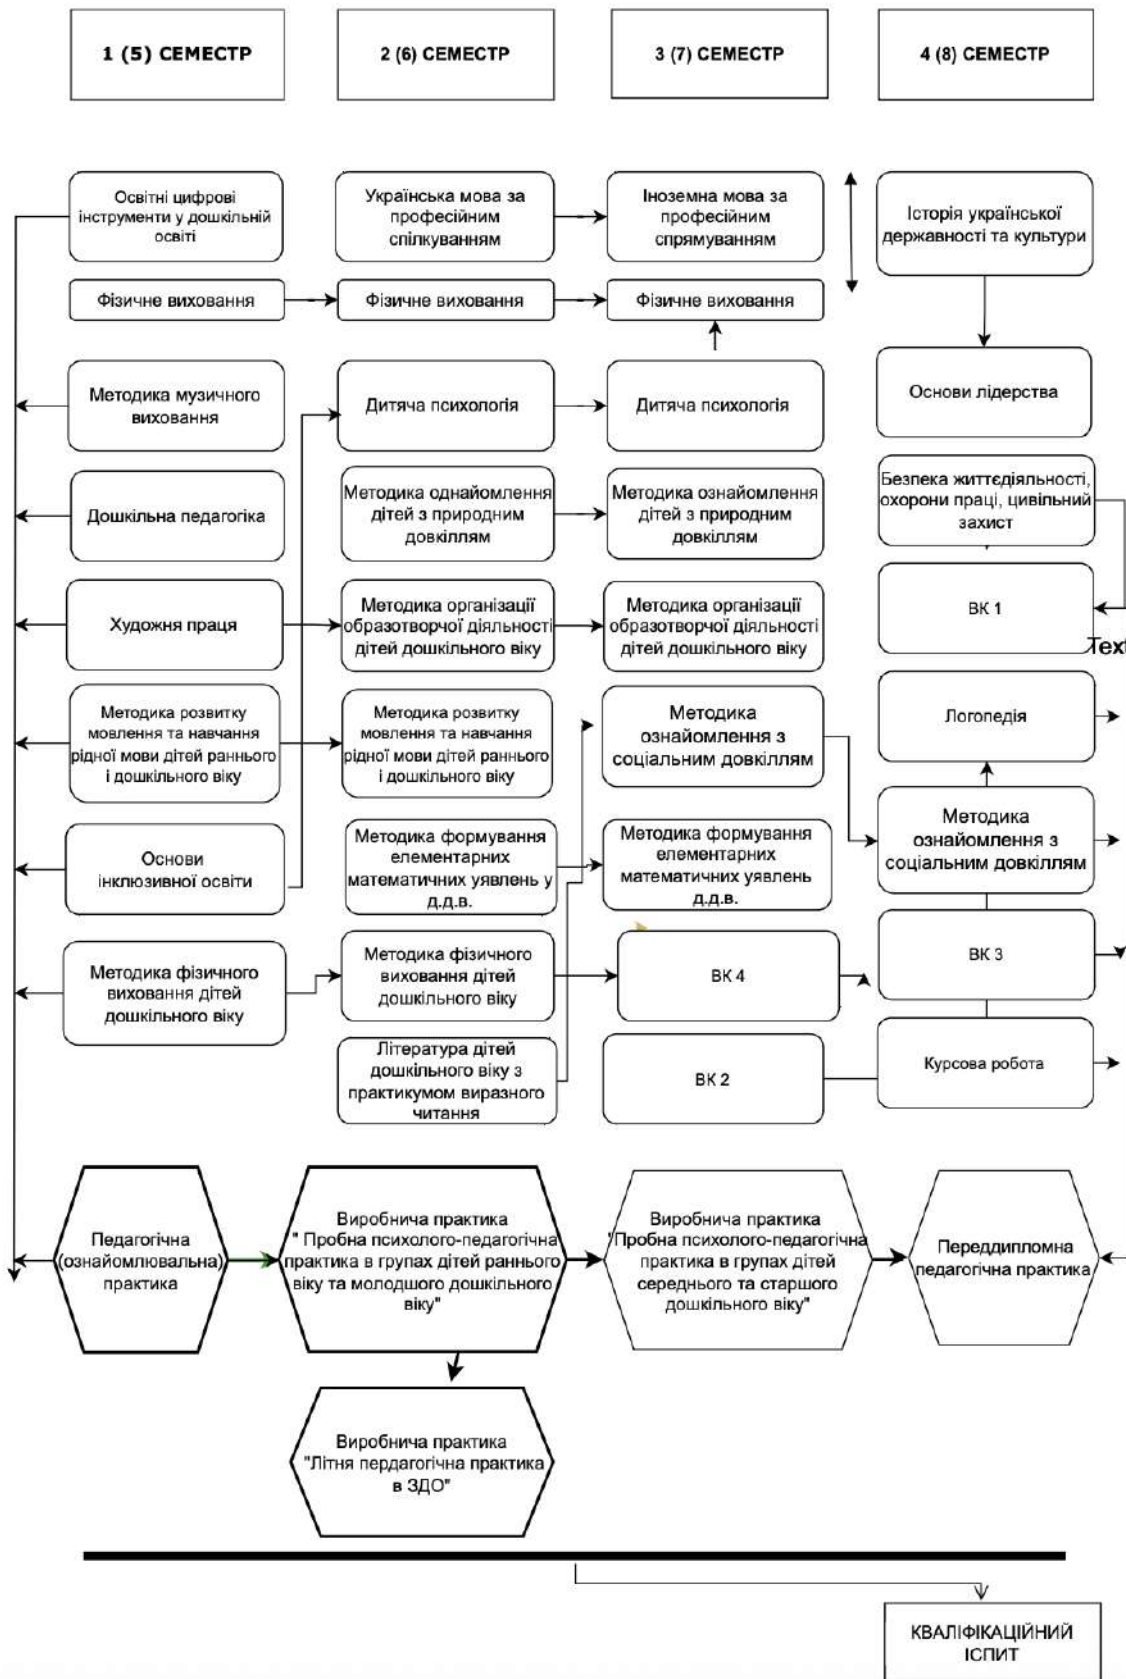 1 (5) СЕМЕСТР
2 (6) СЕМЕСТР
3 (7) СЕМЕСТР
4 (8) СЕМЕСТР
Освітні цифрові
інструменти у дошкільній
освіті
Українська мова за
професійним
спілкуванням
Іноземна мова за
професійним
спрямуванням
Історія української
державності та культури
Фізичне виховання
Фізичне виховання
Фізичне виховання
Методика музичного
виховання
Дитяча психологія
Дитяча психологія
Основи лідерства
Дошкільна педагогіка
Методика однайомлення
дітей з природним
довкіллям
Методика ознайомлення
дітей з природним
довкіллям
Безпека життєдіяльності,
охорони праці, цивільний
захист
Художня праця
Методика організації
образотворчої діяльності
дітей дошкільного віку
Методика організації
образотворчої діяльності
дітей дошкільного віку
ВК 1
Text
Методика розвитку
мовлення та навчання
рідної мови дітей раннього
і дошкільного віку
Методика розвитку
мовлення та навчання
рідної мови дітей раннього
і дошкільного віку
Методика
ознайомлення з
соціальним довкіллям
Логопедія
Основи
інклюзивної освіти
Методика формування
елементарних
математичних уявлень у
д.д.в.
Методика формування
елементарних
математичних уявлень
д.д.в.
Методика
ознайомлення з
соціальним довкіллям
Методика фізичного
виховання дітей
дошкільного віку
Методика фізичного
виховання дітей
дошкільного віку
ВК 4
ВК 3
Література дітей
дошкільного віку з
практикумом виразного
читання
ВК 2
Курсова робота
Педагогічна
(ознайомлювальна)
практика
Виробнича практика
" Пробна психолого-педагогічна
практика в групах дітей раннього
віку та молодшого дошкільного
віку"
Виробнича практика
"Пробна психолого-педагогічна
практика в групах дітей
середнього та старшого
дошкільного віку"
Переддипломна
педагогічна практика
Виробнича практика
"Літня пердагогічна практика
в ЗДО"
КВАЛІФІКАЦІЙНИЙ
ІСПИТ